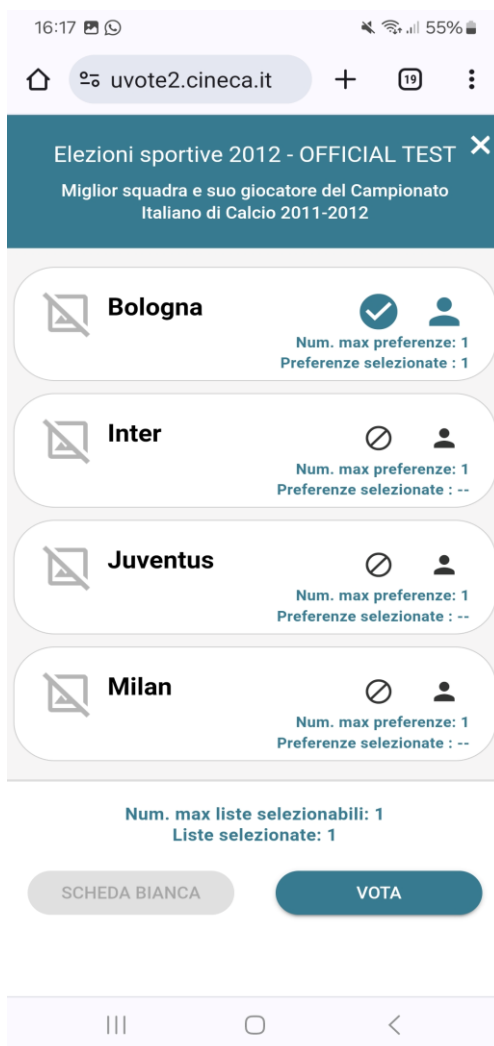 16:17 55%
uvote2.cineca.it 19
Elezioni sportive 2012 - OFFICIAL TEST
Miglior squadra e suo giocatore del Campionato
Italiano di Calcio 2011-2012
Bologna
Num. max preferenze: 1
Preferenze selezionate : 1
Inter
Num. max preferenze: 1
Preferenze selezionate : --
Juventus
Num. max preferenze: 1
Preferenze selezionate : --
Milan
Num. max preferenze: 1
Preferenze selezionate : --
Num. max liste selezionabili: 1
Liste selezionate: 1
SCHEDA BIANCA VOTA